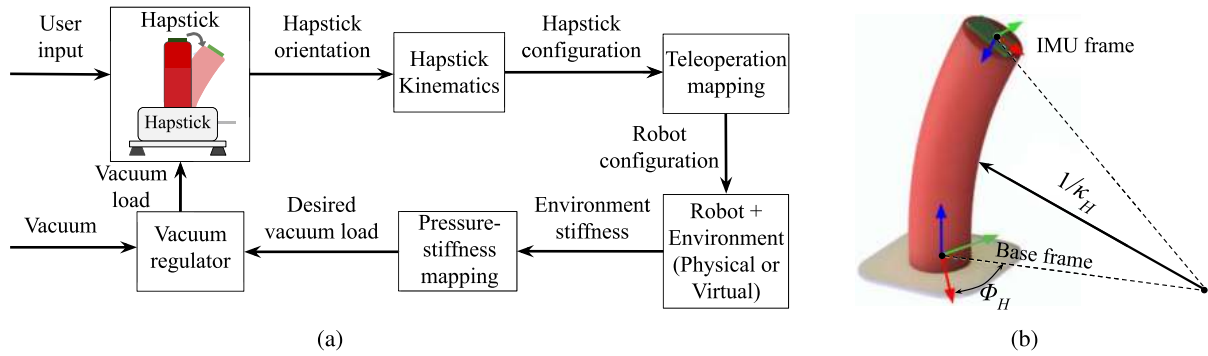 User
input
Hapstick
Hapstick
Hapstick
orientation
Hapstick
Kinematics
Hapstick
configuration
Teleoperation
mapping
Robot
configuration
Vacuum
load
Vacuum
Vacuum
regulator
Desired
vacuum load
Pressure-
stiffness
mapping
Environment
stiffness
Robot +
Environment
(Physical or
Virtual)
(a)
IMU frame
1/κH
Base frame
ΦH
(b)